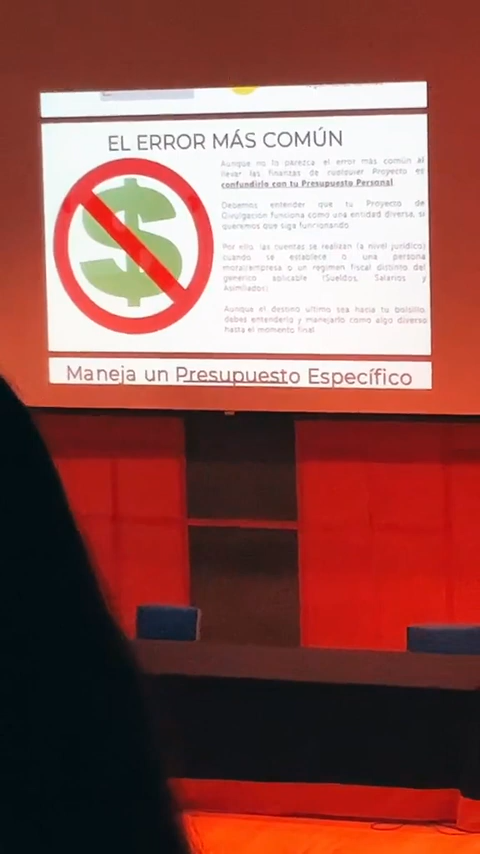 EL ERROR MÁS COMÚN
Aunque no lo parezca el error más común al
llevar las finanzas de cualquier Proyecto es
confundirlo con tu Presupuesto Personal
Debemos entender que tu Proyecto de
Divulgación funciona como una entidad diversa, si
queremos que siga funcionando
Por ello, las cuentas se realizan (a nivel jurídico)
cuando se establece o una persona
moral/empresa o un régimen fiscal distinto del
genérico aplicable (Sueldos, Salarios y
Asimilados)
Aunque el destino último sea hacia tu bolsillo,
debes entenderlo y manejarlo como algo diverso
hasta el momento final
Maneja un Presupuesto Específico